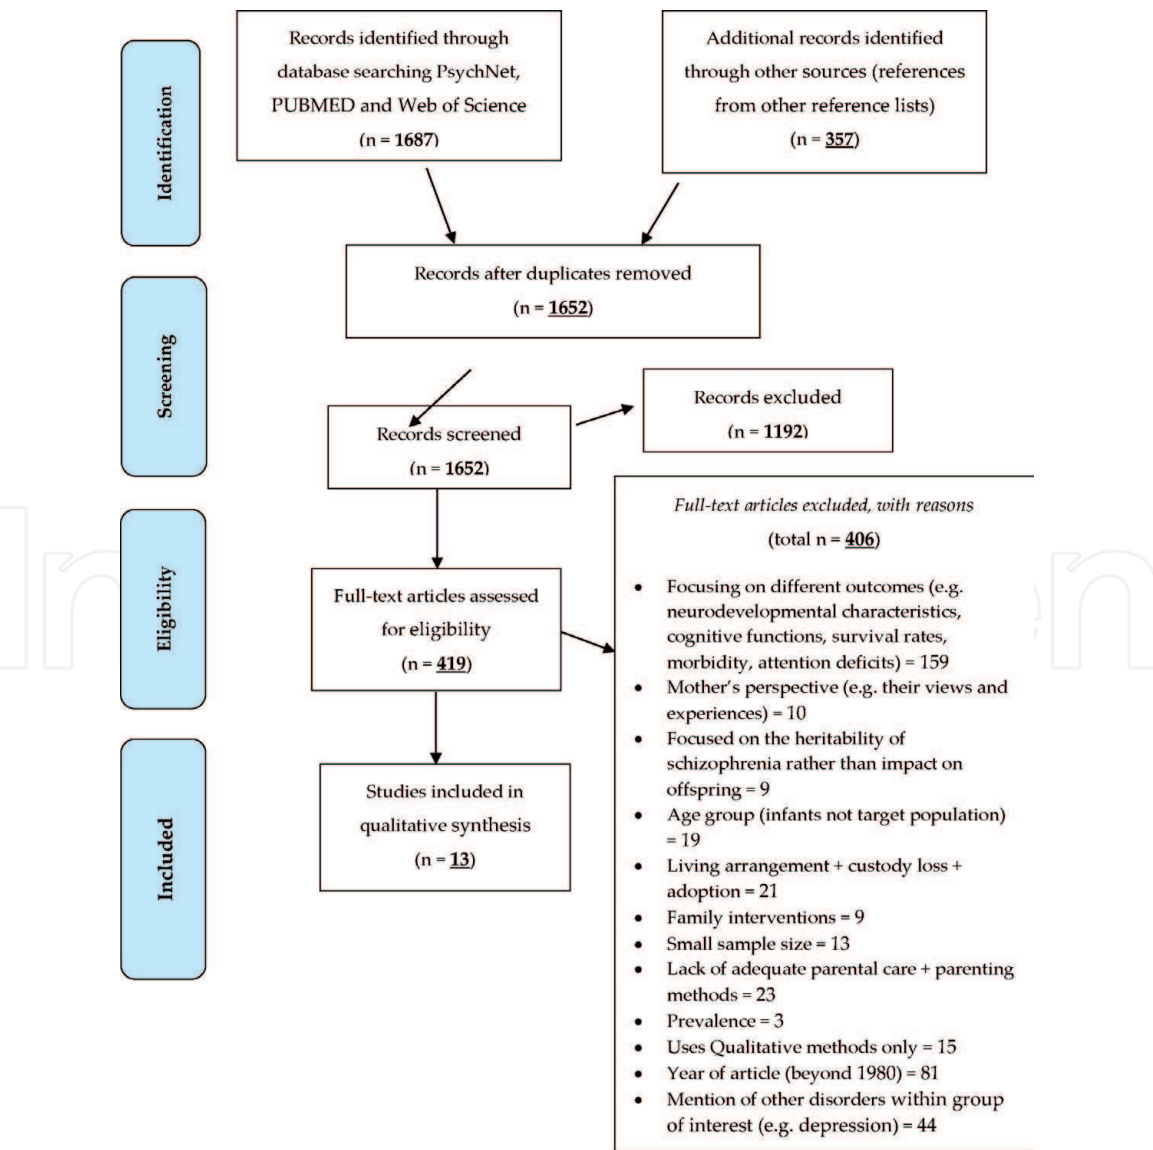 Records identified through
database searching PsychNet,
PUBMED and Web of Science
(n = 1687)
Additional records identified
through other sources (references
from other reference lists)
(n = 357)
Identification
Records after duplicates removed
(n = 1652)
Screening
Records screened
(n = 1652)
Records excluded
(n = 1192)
Eligibility
Full-text articles assessed
for eligibility
(n = 419)
Full-text articles excluded, with reasons
(total n = 406)
• Focusing on different outcomes (e.g.
neurodevelopmental characteristics,
cognitive functions, survival rates,
morbidity, attention deficits) = 159
• Mother's perspective (e.g. their views and
experiences) = 10
• Focused on the heritability of
schizophrenia rather than impact on
offspring = 9
• Age group (infants not target population)
= 19
• Living arrangement + custody loss +
adoption = 21
• Family interventions = 9
• Small sample size = 13
• Lack of adequate parental care + parenting
methods = 23
• Prevalence = 3
• Uses Qualitative methods only = 15
• Year of article (beyond 1980) = 81
• Mention of other disorders within group
of interest (e.g. depression) = 44
Included
Studies included in
qualitative synthesis
(n = 13)